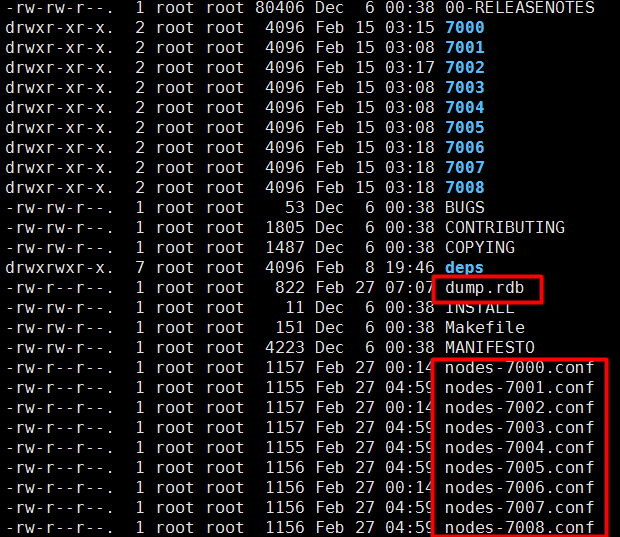 -rw-rw-r--.  1 root root 80406 Dec  6 00:38 00-RELEASENOTES
drwxr-xr-x.  2 root root  4096 Feb 15 03:15 7000
drwxr-xr-x.  2 root root  4096 Feb 15 03:08 7001
drwxr-xr-x.  2 root root  4096 Feb 15 03:17 7002
drwxr-xr-x.  2 root root  4096 Feb 15 03:08 7003
drwxr-xr-x.  2 root root  4096 Feb 15 03:08 7004
drwxr-xr-x.  2 root root  4096 Feb 15 03:08 7005
drwxr-xr-x.  2 root root  4096 Feb 15 03:18 7006
drwxr-xr-x.  2 root root  4096 Feb 15 03:18 7007
drwxr-xr-x.  2 root root  4096 Feb 15 03:18 7008
-rw-rw-r--.  1 root root    53 Dec  6 00:38 BUGS
-rw-rw-r--.  1 root root  1805 Dec  6 00:38 CONTRIBUTING
-rw-rw-r--.  1 root root  1487 Dec  6 00:38 COPYING
drwxrwxr-x.  7 root root  4096 Feb  8 19:46 deps
-rw-r--r--.  1 root root   822 Feb 27 07:07 dump.rdb
-rw-rw-r--.  1 root root    11 Dec  6 00:38 INSTALL
-rw-rw-r--.  1 root root   151 Dec  6 00:38 Makefile
-rw-rw-r--.  1 root root  4223 Dec  6 00:38 MANIFESTO
-rw-r--r--.  1 root root  1157 Feb 27 00:14 nodes-7000.conf
-rw-r--r--.  1 root root  1155 Feb 27 04:59 nodes-7001.conf
-rw-r--r--.  1 root root  1157 Feb 27 00:14 nodes-7002.conf
-rw-r--r--.  1 root root  1157 Feb 27 04:59 nodes-7003.conf
-rw-r--r--.  1 root root  1155 Feb 27 04:59 nodes-7004.conf
-rw-r--r--.  1 root root  1156 Feb 27 04:59 nodes-7005.conf
-rw-r--r--.  1 root root  1156 Feb 27 00:14 nodes-7006.conf
-rw-r--r--.  1 root root  1156 Feb 27 04:59 nodes-7007.conf
-rw-r--r--.  1 root root  1156 Feb 27 04:59 nodes-7008.conf